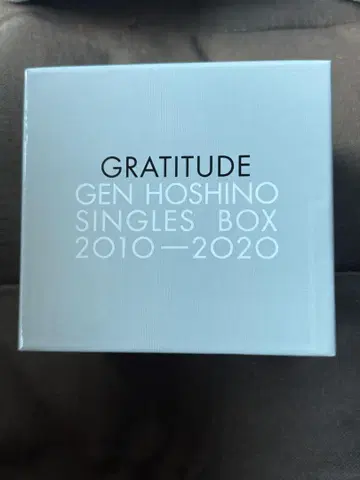 GRATITUDE
GEN HOSHINO
SINGLES BOX
2010—2020